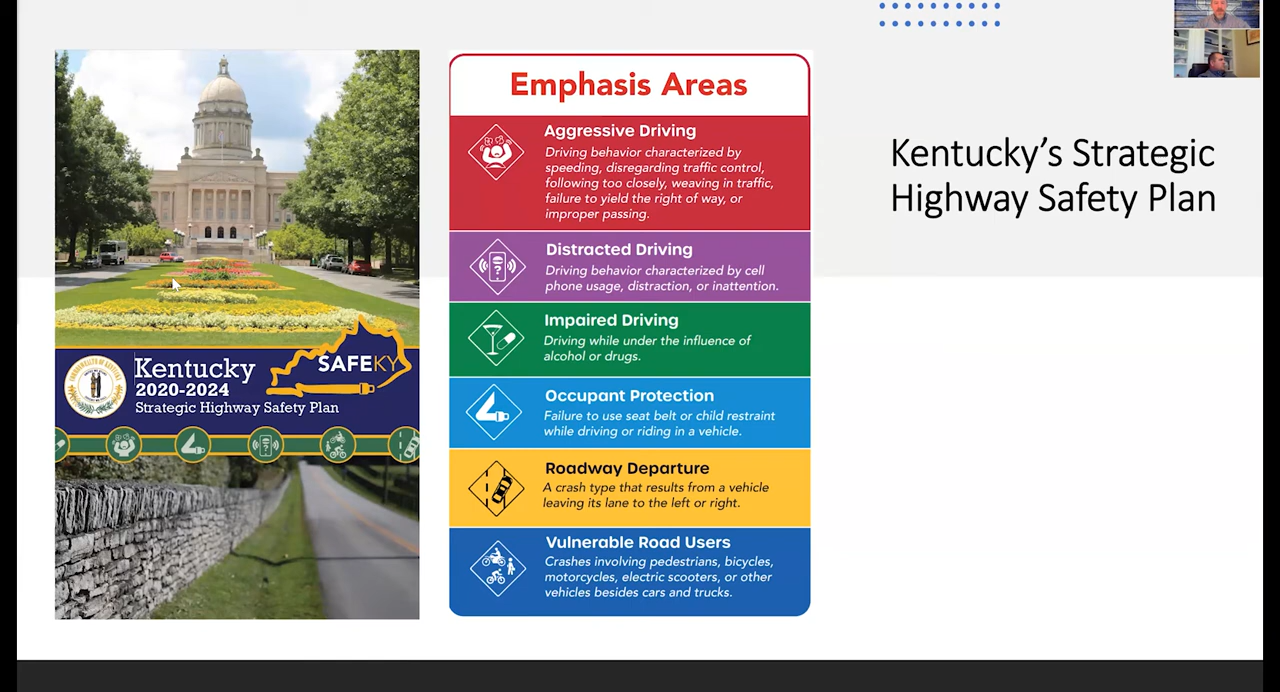 Kentucky
2020-2024
Strategic Highway Safety Plan
SAFEKY
Emphasis Areas
Aggressive Driving
Driving behavior characterized by
speeding, disregarding traffic control,
following too closely, weaving in traffic,
failure to yield the right of way, or
improper passing.
Distracted Driving
Driving behavior characterized by cell
phone usage, distraction, or inattention.
Impaired Driving
Driving while under the influence of
alcohol or drugs.
Occupant Protection
Failure to use seat belt or child restraint
while driving or riding in a vehicle.
Roadway Departure
A crash type that results from a vehicle
leaving its lane to the left or right.
Vulnerable Road Users
Crashes involving pedestrians, bicycles,
motorcycles, electric scooters, or other
vehicles besides cars and trucks.
Kentucky’s Strategic
Highway Safety Plan